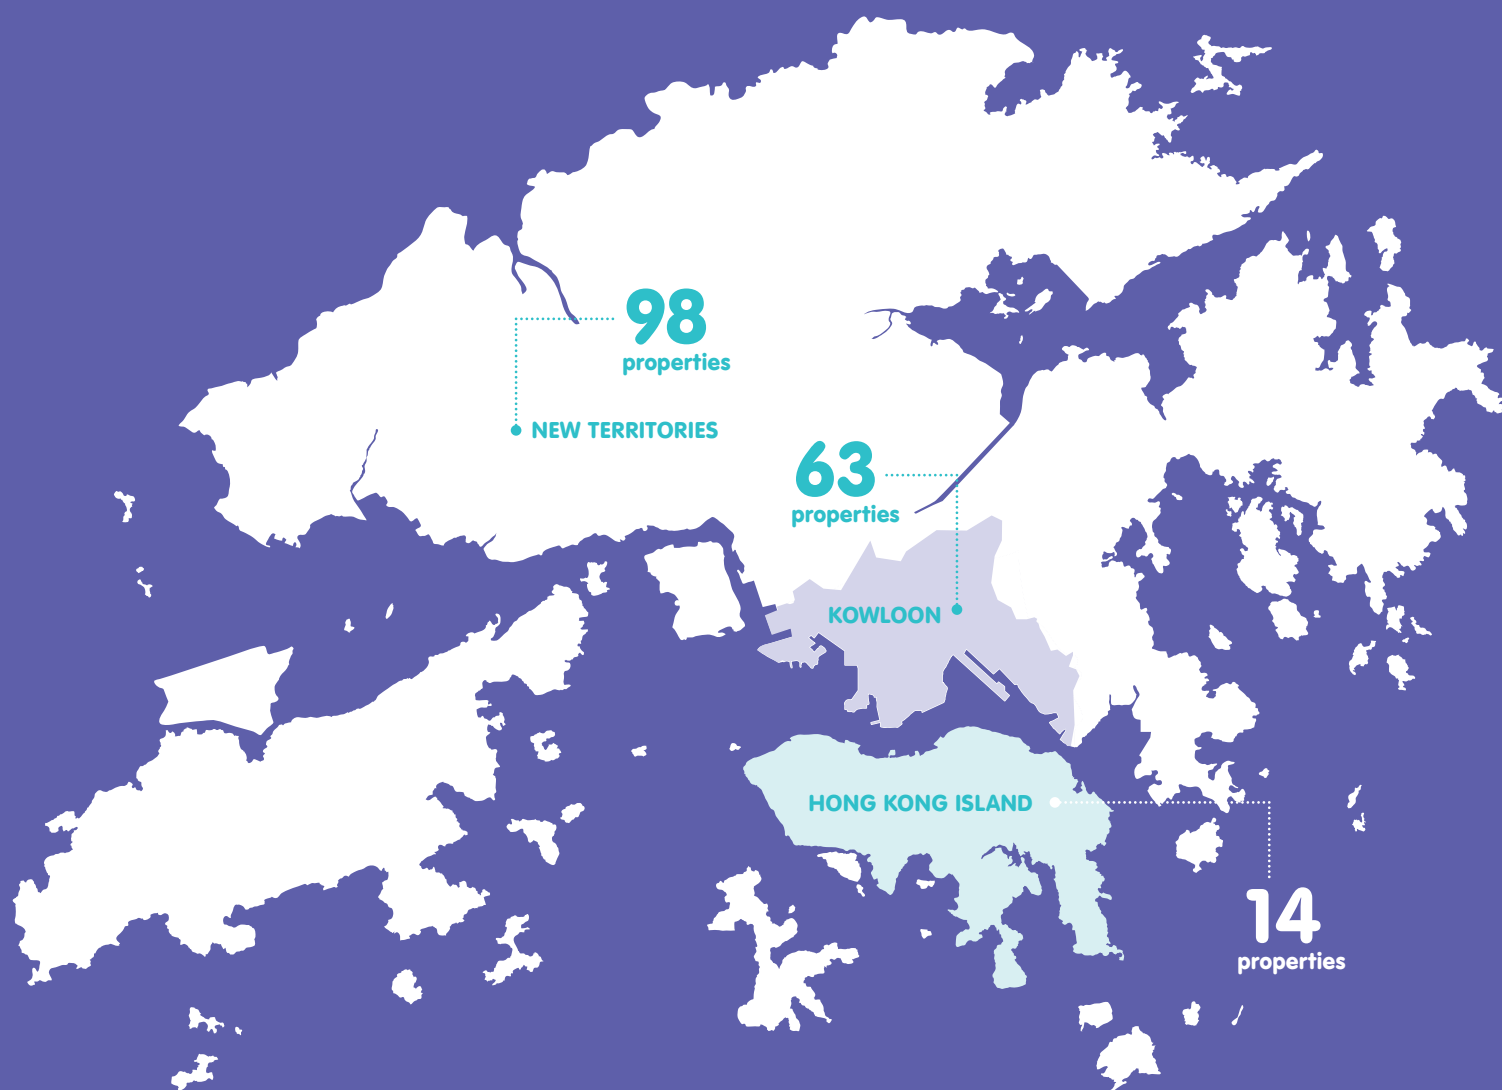 98
properties
NEW TERRITORIES
63
properties
KOWLOON
HONG KONG ISLAND
14
properties